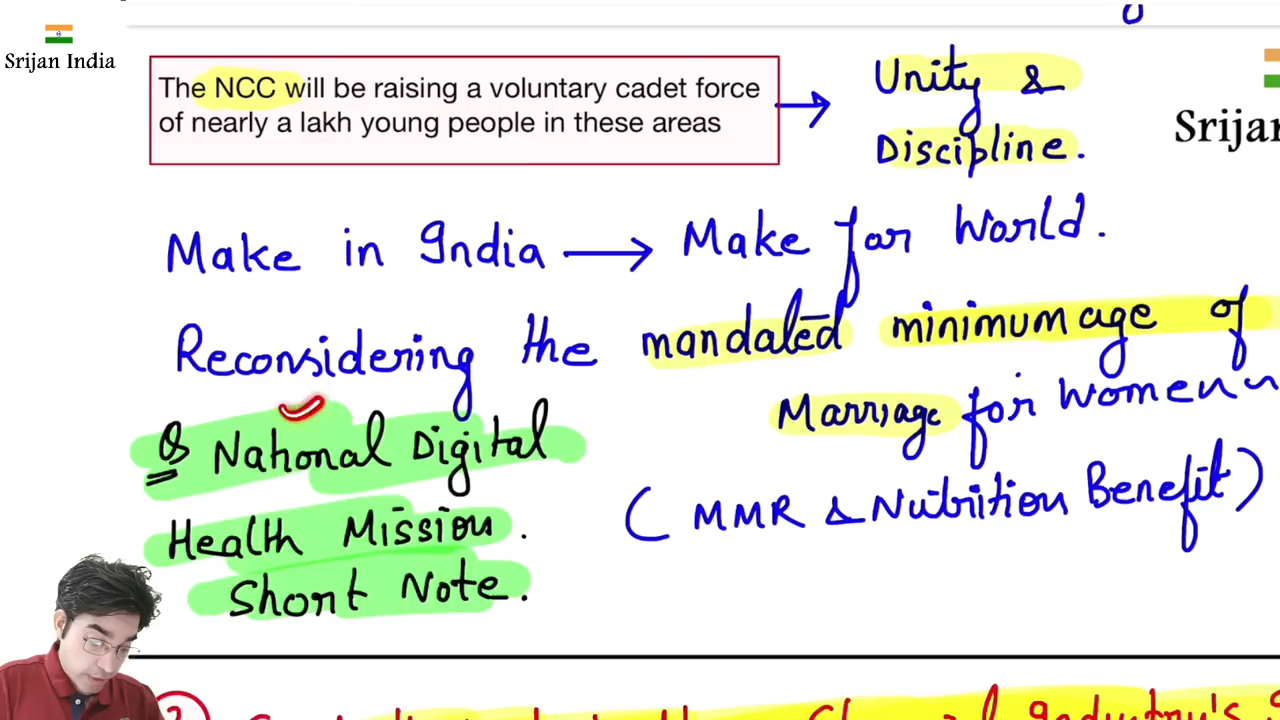 Srijan India
The NCC will be raising a voluntary cadet force
of nearly a lakh young people in these areas
Unity &
Discipline.
Srijan
Make in India → Make for World.
Reconsidering the mandated minimum age of
Marriage for women
Q National Digital
Health Mission.
Short Note.
(MMR & Nutrition Benefit)